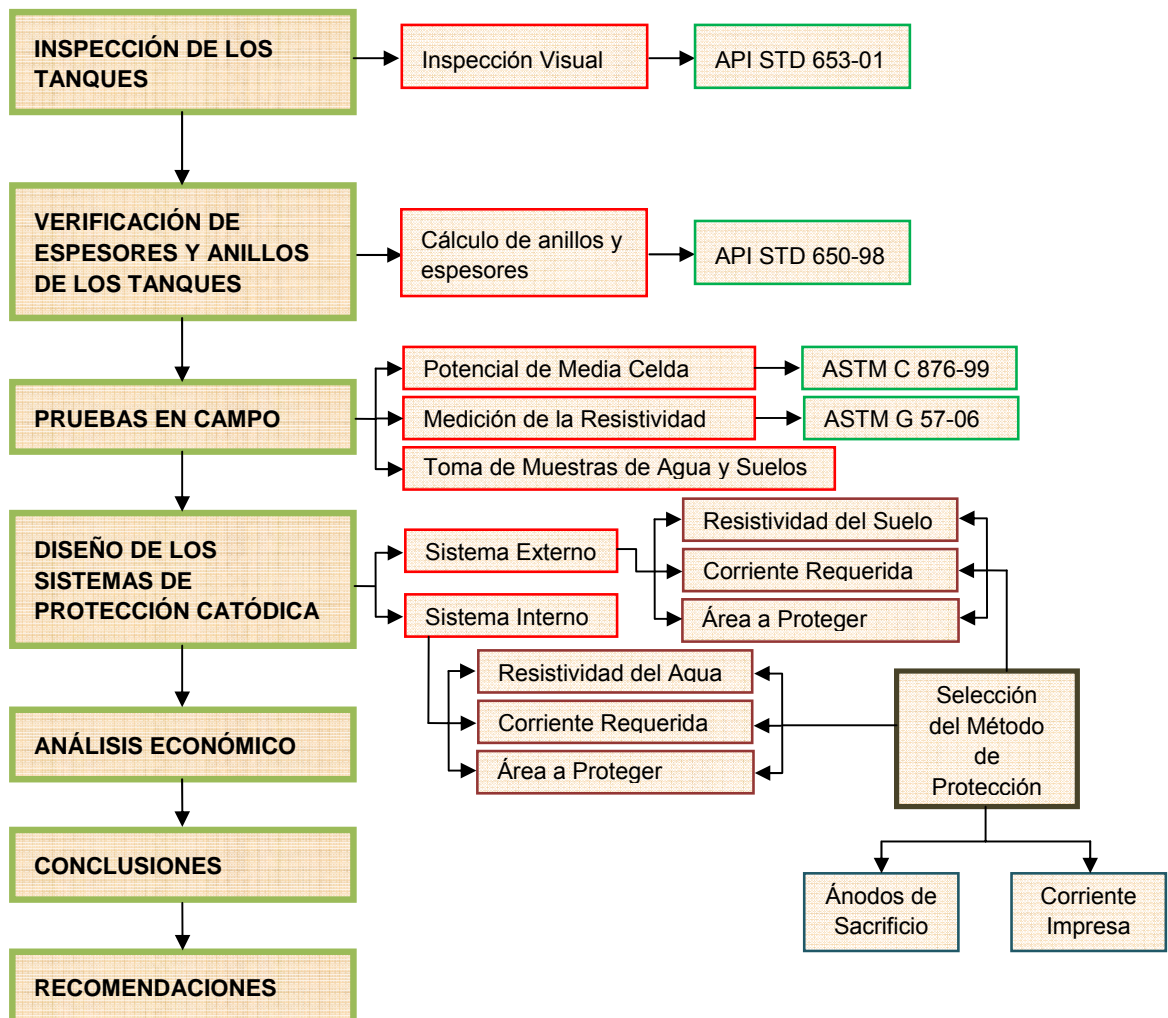 INSPECCIÓN DE LOS
TANQUES
Inspección Visual
API STD 653-01
VERIFICACIÓN DE
ESPESORES Y ANILLOS
DE LOS TANQUES
Cálculo de anillos y
espesores
API STD 650-98
PRUEBAS EN CAMPO
Potencial de Media Celda
ASTM C 876-99
Medición de la Resistividad
ASTM G 57-06
Toma de Muestras de Agua y Suelos
DISEÑO DE LOS
SISTEMAS DE
PROTECCIÓN CATÓDICA
Sistema Externo
Resistividad del Suelo
Corriente Requerida
Área a Proteger
Sistema Interno
Resistividad del Agua
Corriente Requerida
Área a Proteger
Selección
del Método
de
Protección
Ánodos de
Sacrificio
Corriente
Impresa
ANÁLISIS ECONÓMICO
CONCLUSIONES
RECOMENDACIONES